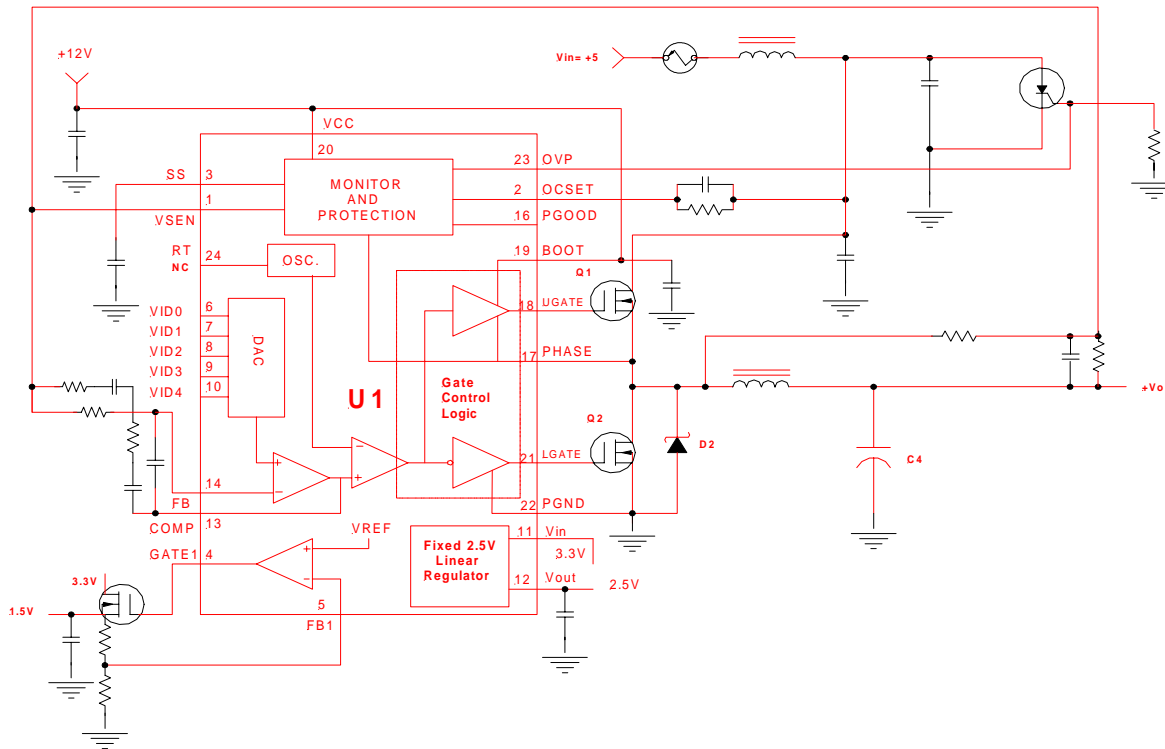 +12V
Vin= +5
VCC
20
SS
3
MONITOR
AND
PROTECTION
23
OVP
1
2
OCSET
VSEN
16
PGOOD
RT
24
NC
OSC.
19
BOOT
Q1
VID0
6
18
UGATE
VID1
7
VID2
8
DAC
17
PHASE
VID3
9
VID4
10
U1
Gate
Control
Logic
+Vo
Q2
D2
+
-
-
+
21
LGATE
C4
14
FB
22
PGND
COMP
13
VREF
11
Vin
GATE1
4
+
-
Fixed 2.5V
Linear
Regulator
3.3V
3.3V
12
Vout
2.5V
1.5V
5
FB1